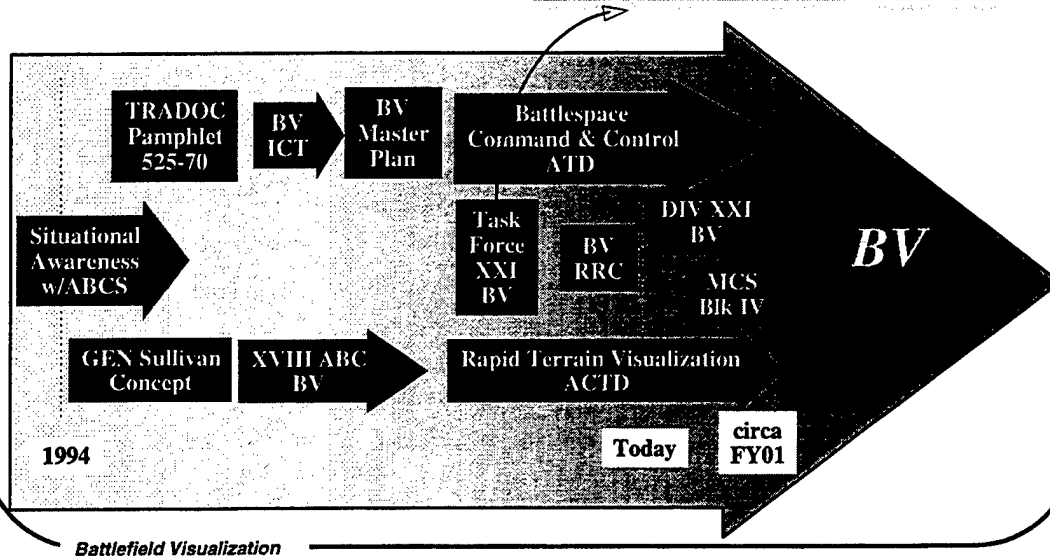 TRADOC
Pamphlet
525-70
BV
ICT
BV
Master
Plan
Battlespace
Command & Control
ATD
Situational
Awareness
w/ABCS
Task
Force
XXI
BV
BV
RRC
DIV XXI
BV
MCS
Blk IV
BV
GEN Sullivan
Concept
XVIII ABC
BV
Rapid Terrain Visualization
ACTD
1994
Today
circa
FY01
Battlefield Visualization